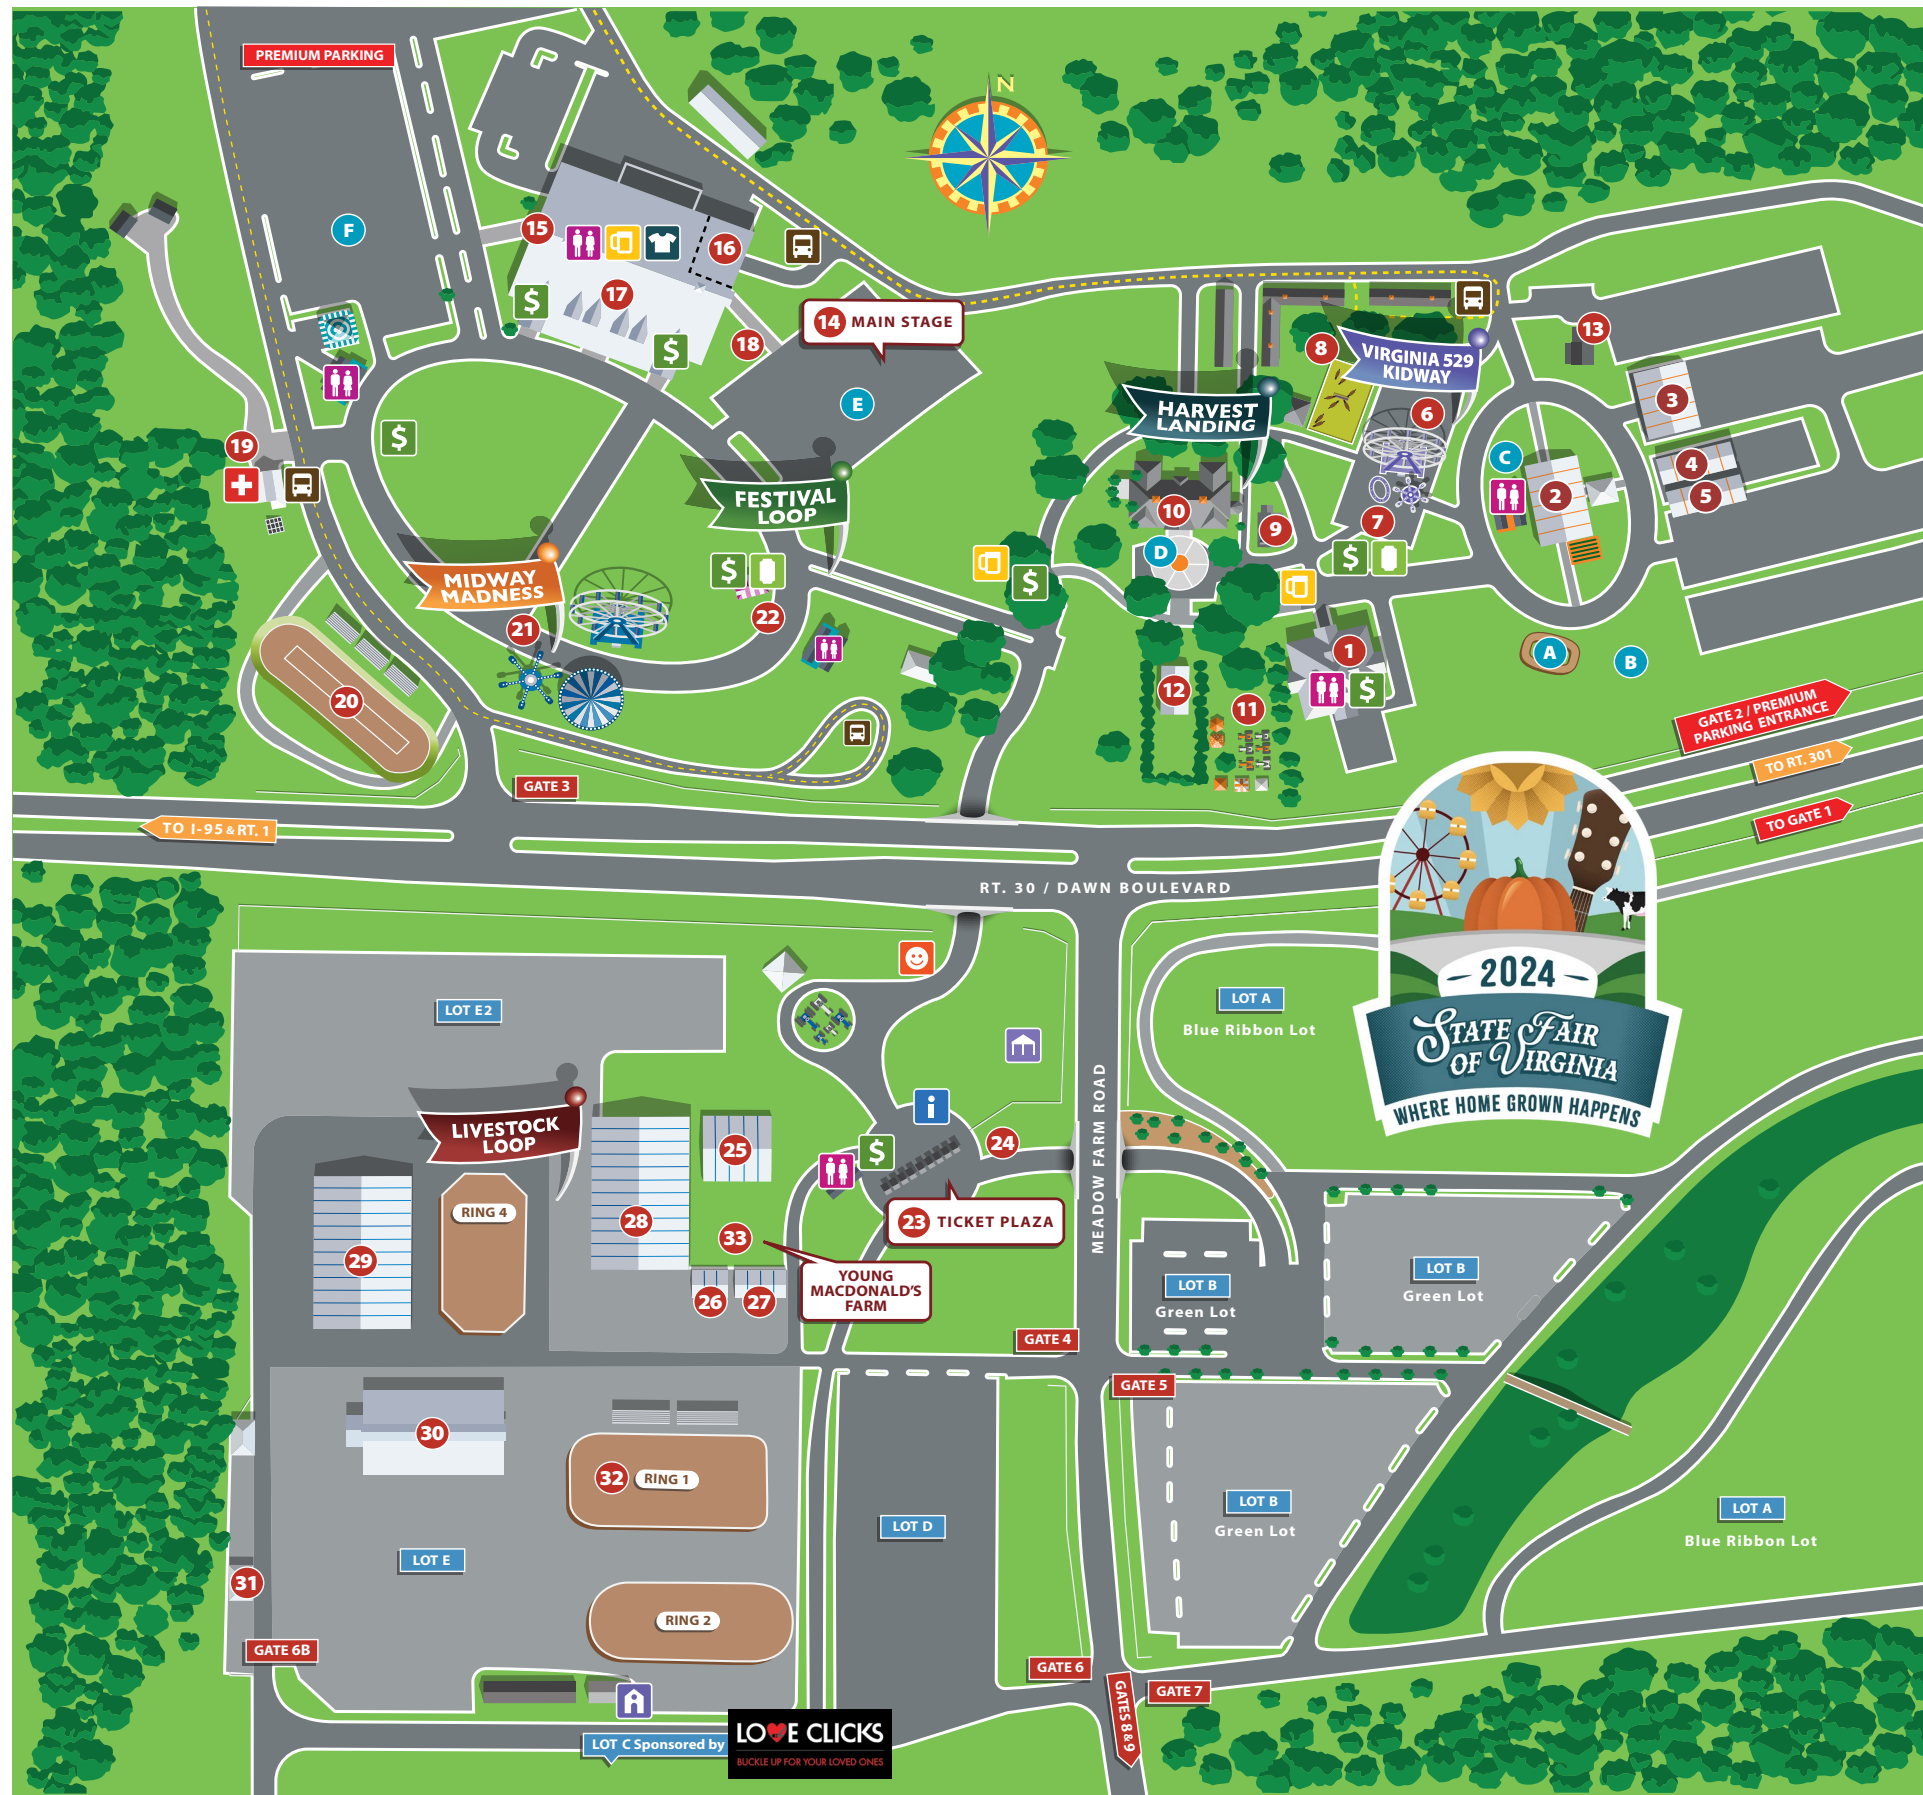 PREMIUM PARKING
N
F
15
16
17
$
$
18
14 MAIN STAGE
E
13
8
VIRGINIA 529
KIDWAY
3
6
HARVEST
LANDING
19
$
C
4
2
5
FESTIVAL
LOOP
10
7
9
D
$
$
$
MIDWAY
MADNESS
22
21
1
A
B
$
12
20
11
GATE 2 / PREMIUM
PARKING ENTRANCE
TO RT. 301
GATE 3
TO GATE 1
TO I-95 & RT. 1
RT. 30 / DAWN BOULEVARD
2024
STATE FAIR
OF VIRGINIA
WHERE HOME GROWN HAPPENS
LOT E2
LOT A
Blue Ribbon Lot
MEADOW FARM ROAD
i
LIVESTOCK
LOOP
25
$
24
RING 4
28
33
23 TICKET PLAZA
29
YOUNG
MACDONALD'S
FARM
26
27
LOT B
Green Lot
LOT B
Green Lot
GATE 4
GATE 5
30
32
RING 1
LOT B
Green Lot
LOT A
Blue Ribbon Lot
LOT D
LOT E
31
RING 2
GATE 6B
GATE 6
GATE 7
GATES 8 & 9
LOT C Sponsored by
LOVE CLICKS
BUCKLE UP FOR YOUR LOVED ONES